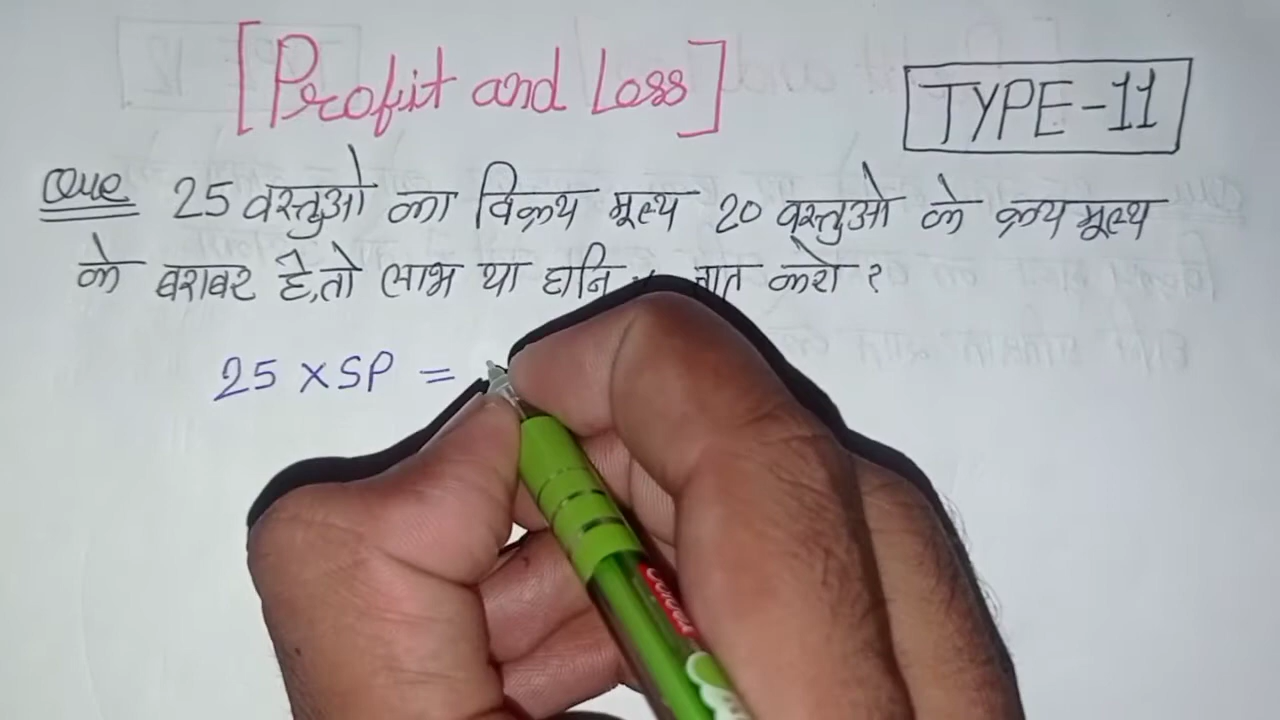 [Profit and Loss]
TYPE-11
Que 25 वस्तुओ का विक्रय मूल्य 20 वस्तुओ के क्रय मूल्य
के बराबर है, तो लाभ या हानि ज्ञात करो ?
25 × SP =